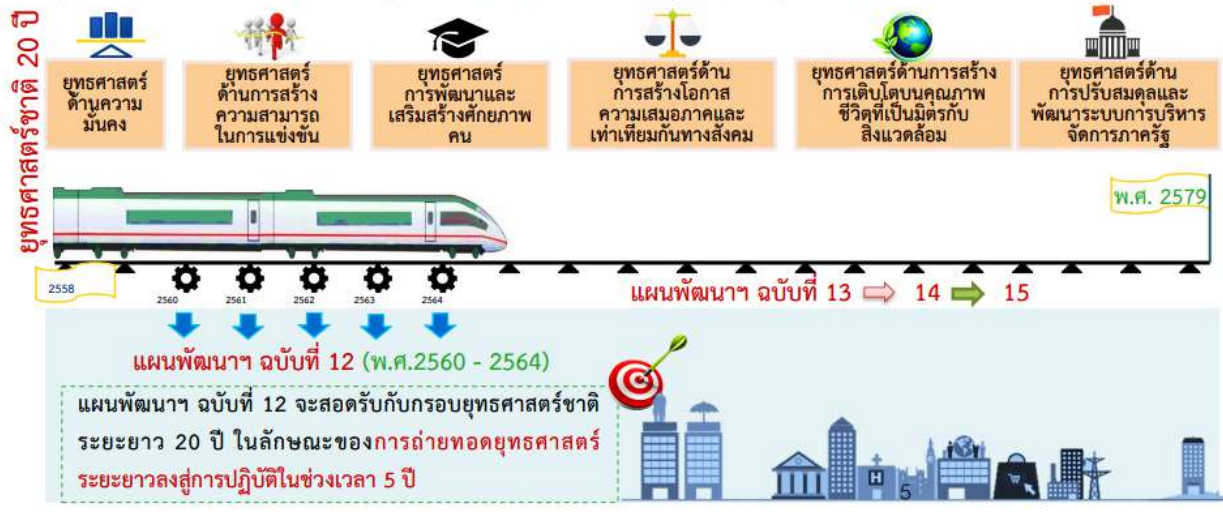 ยุทธศาสตร์ชาติ 20 ปี
ยุทธศาสตร์
ด้านความ
มั่นคง
ยุทธศาสตร์
ด้านการสร้าง
ความสามารถ
ในการแข่งขัน
ยุทธศาสตร์
การพัฒนาและ
เสริมสร้างศักยภาพ
คน
ยุทธศาสตร์ด้าน
การสร้างโอกาส
ความเสมอภาคและ
เท่าเทียมกันทางสังคม
ยุทธศาสตร์ด้านการสร้าง
การเติบโตบนคุณภาพ
ชีวิตที่เป็นมิตรกับ
สิ่งแวดล้อม
ยุทธศาสตร์ด้าน
การปรับสมดุลและ
พัฒนาระบบการบริหาร
จัดการภาครัฐ
พ.ศ. 2579
2558
2560
2561
2562
2563
2564
แผนพัฒนาฯ ฉบับที่ 13 14 15
แผนพัฒนาฯ ฉบับที่ 12 (พ.ศ.2560 - 2564)
แผนพัฒนาฯ ฉบับที่ 12 จะสอดรับกับกรอบยุทธศาสตร์ชาติ
ระยะยาว 20 ปี ในลักษณะของการถ่ายทอดยุทธศาสตร์
ระยะยาวลงสู่การปฏิบัติในช่วงเวลา 5 ปี
H
5